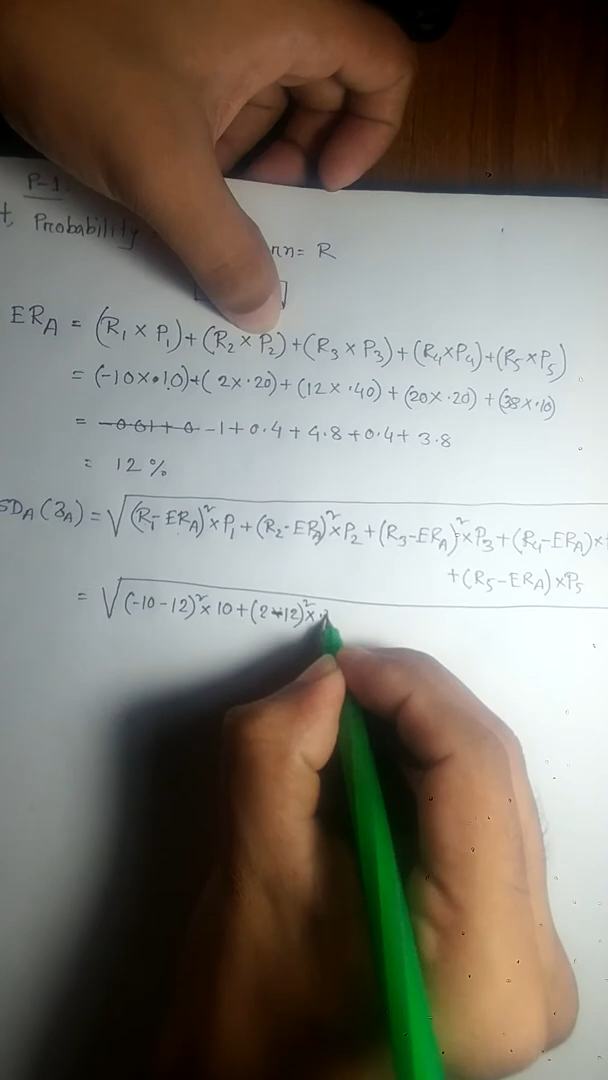 P-1.
t, Probability rn= R
ERA = (R₁ × P₁)+(R₂ × P₂)+(R₃ × P₃)+(R₄×P₄)+(R₅×P₅)
= (-10×·10)+(2×·20)+(12×·40)+(20×·20)+(38×·10)
= -1+0.4+4.8+0.4+3.8
= 12 %
SDA (3A) = √(R₁-ERA)²×P₁+(R₂-ERA)²×P₂+(R₃-ERA)²×P₃+(R₄-ERA)×
+(R₅-ERA)×P₅
= √(-10-12)²×10+(2-12)²×·